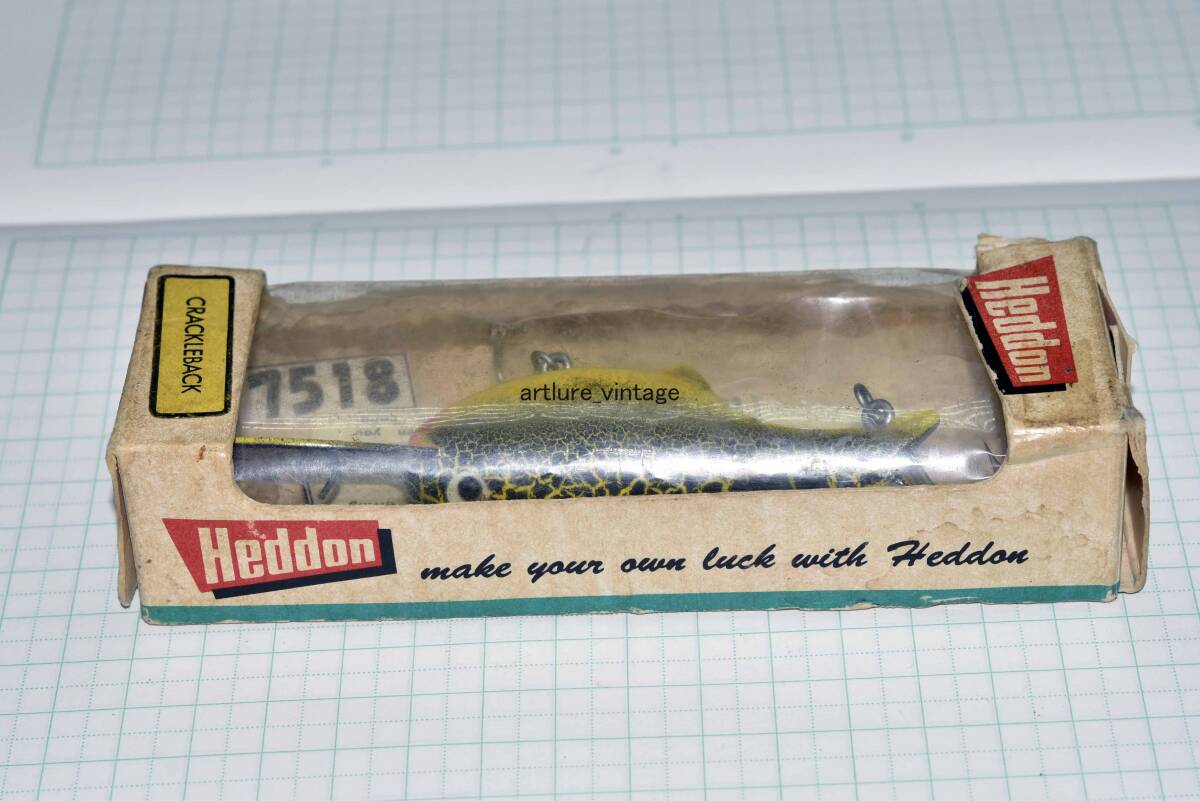 CRACKLEBACK
Heddon
7518
artlure_vintage
Heddon
make your own luck with Heddon